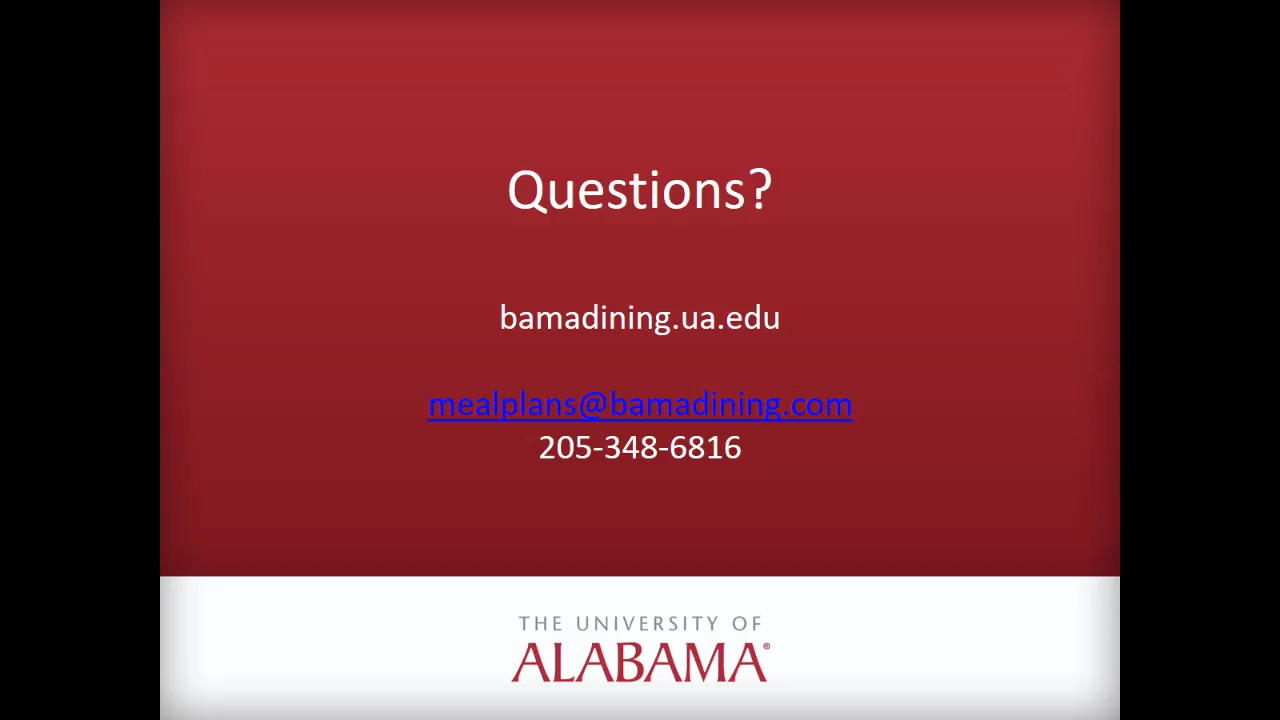 Questions?
bamadining.ua.edu
mealplans@bamadining.com
205-348-6816
THE UNIVERSITY OF
ALABAMA®